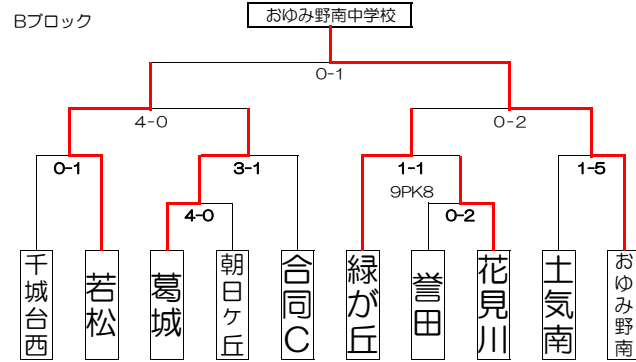 Bブロック
おゆみ野南中学校
0-1
4-0
0-2
0-1
3-1
1-1
1-5
9PK8
4-0
0-2
千城台西
若松
葛城
朝日ヶ丘
合同C
緑が丘
誉田
花見川
土気南
おゆみ野南